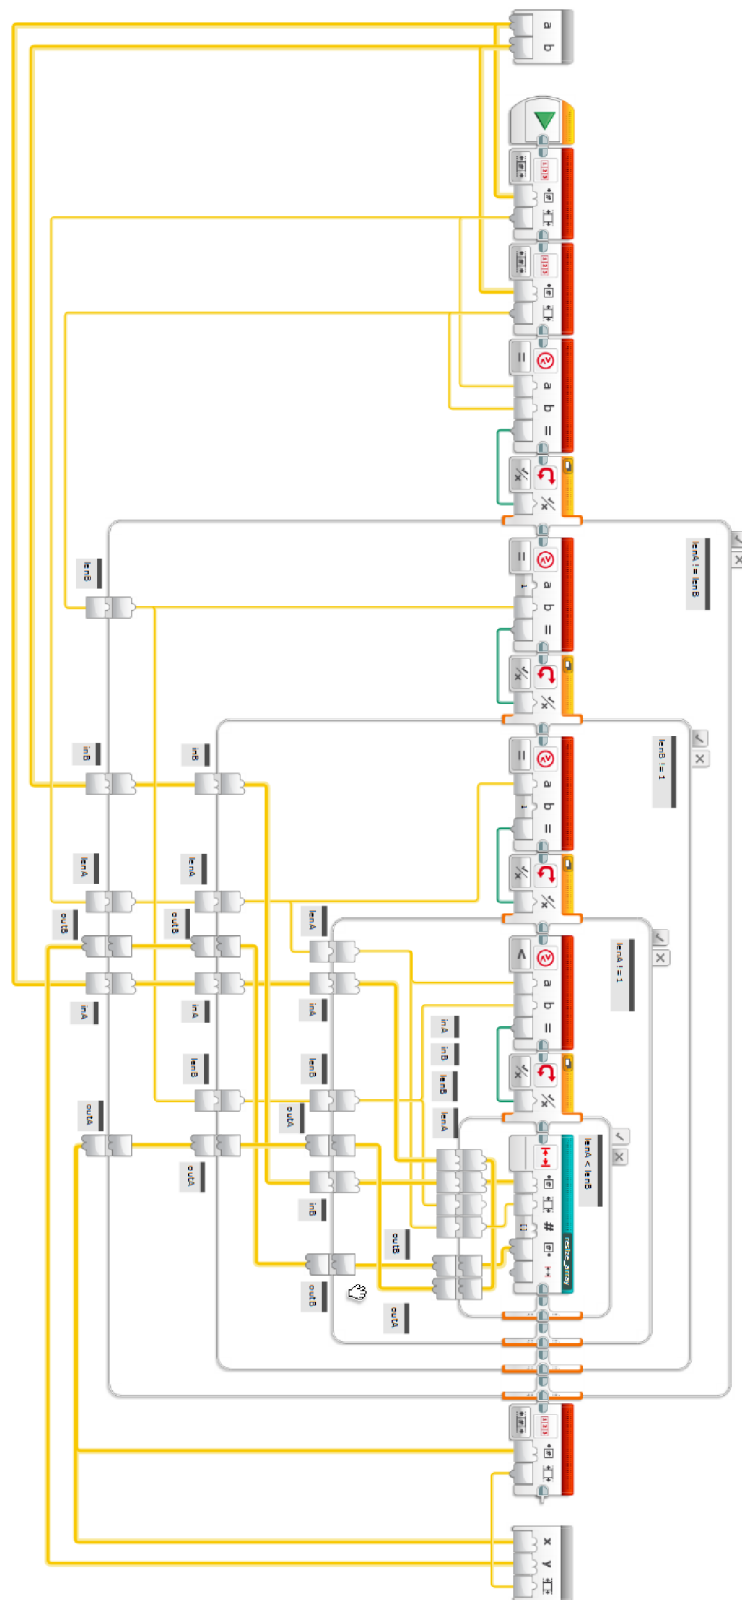 a
b
a
b
=
lenA != lenB
lenB
a
b
=
lenB != 1
inB
inB
a
b
=
lenA
lenA
outB
outB
lenA
lenA != 1
a
b
=
inA
inA
inA
inA
inB
lenB
lenB
lenB
lenA
outA
outA
lenA < lenB
#
resize_array
outA
inB
outB
outB
outA
x
y